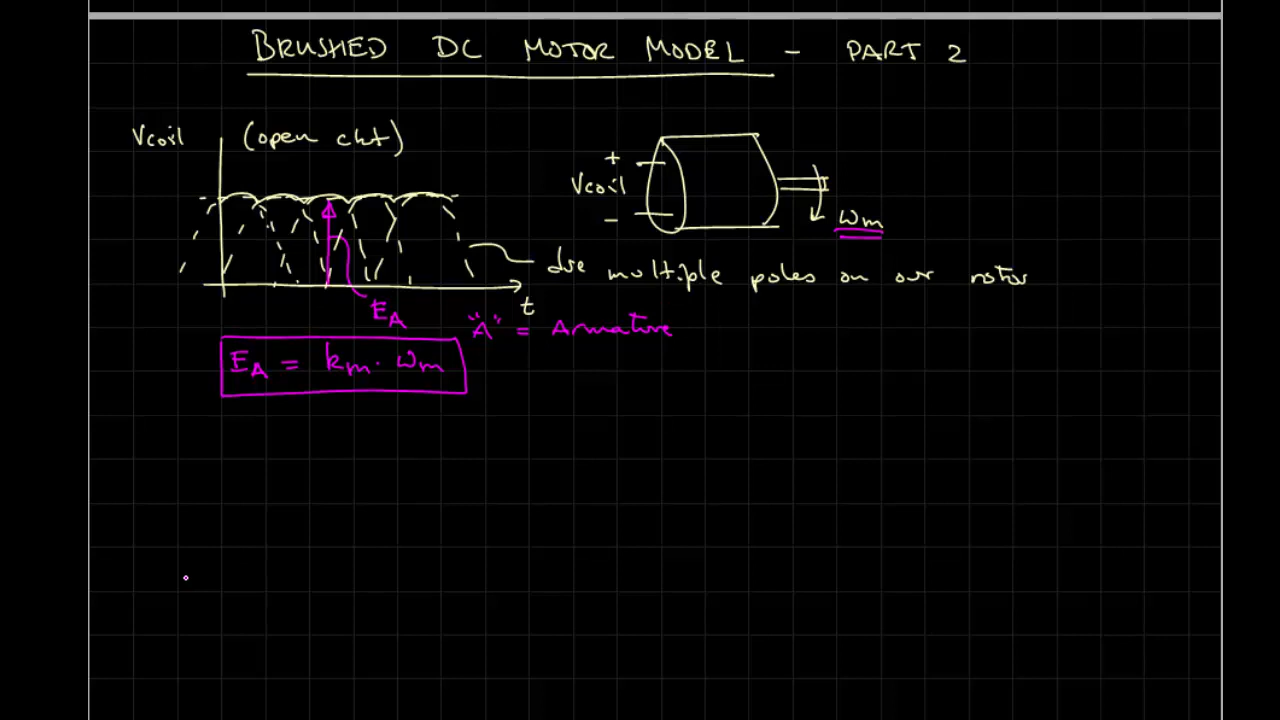 BRUSHED DC MOTOR MODEL - PART 2
Vcoil (open ckt)
+
Vcoil
-
ωm
due multiple poles on our rotor
t
EA
"A" = Armature
EA = km · ωm